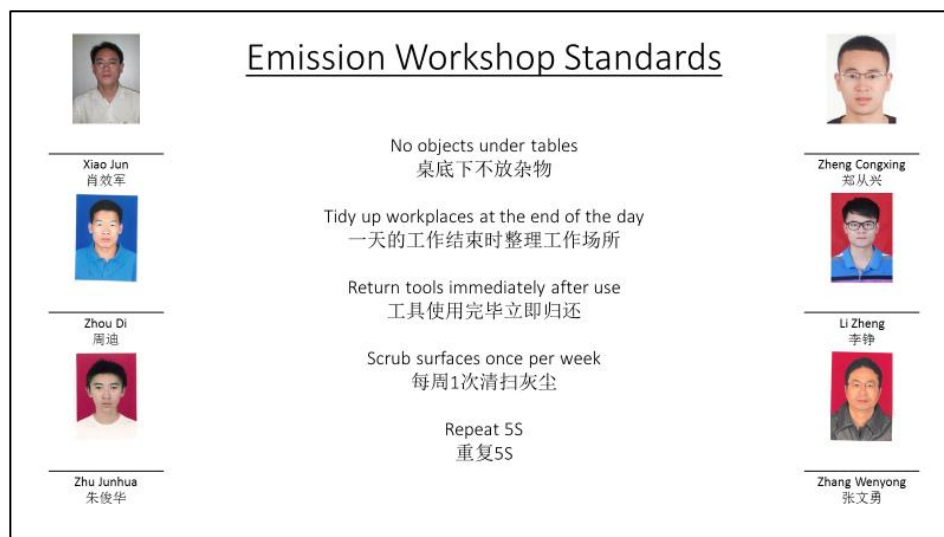 Emission Workshop Standards
Xiao Jun
肖效军
Zhou Di
周迪
Zhu Junhua
朱俊华
No objects under tables
桌底下不放杂物
Tidy up workplaces at the end of the day
一天的工作结束时整理工作场所
Return tools immediately after use
工具使用完毕立即归还
Scrub surfaces once per week
每周1次清扫灰尘
Repeat 5S
重复5S
Zheng Congxing
郑从兴
Li Zheng
李铮
Zhang Wenyong
张文勇